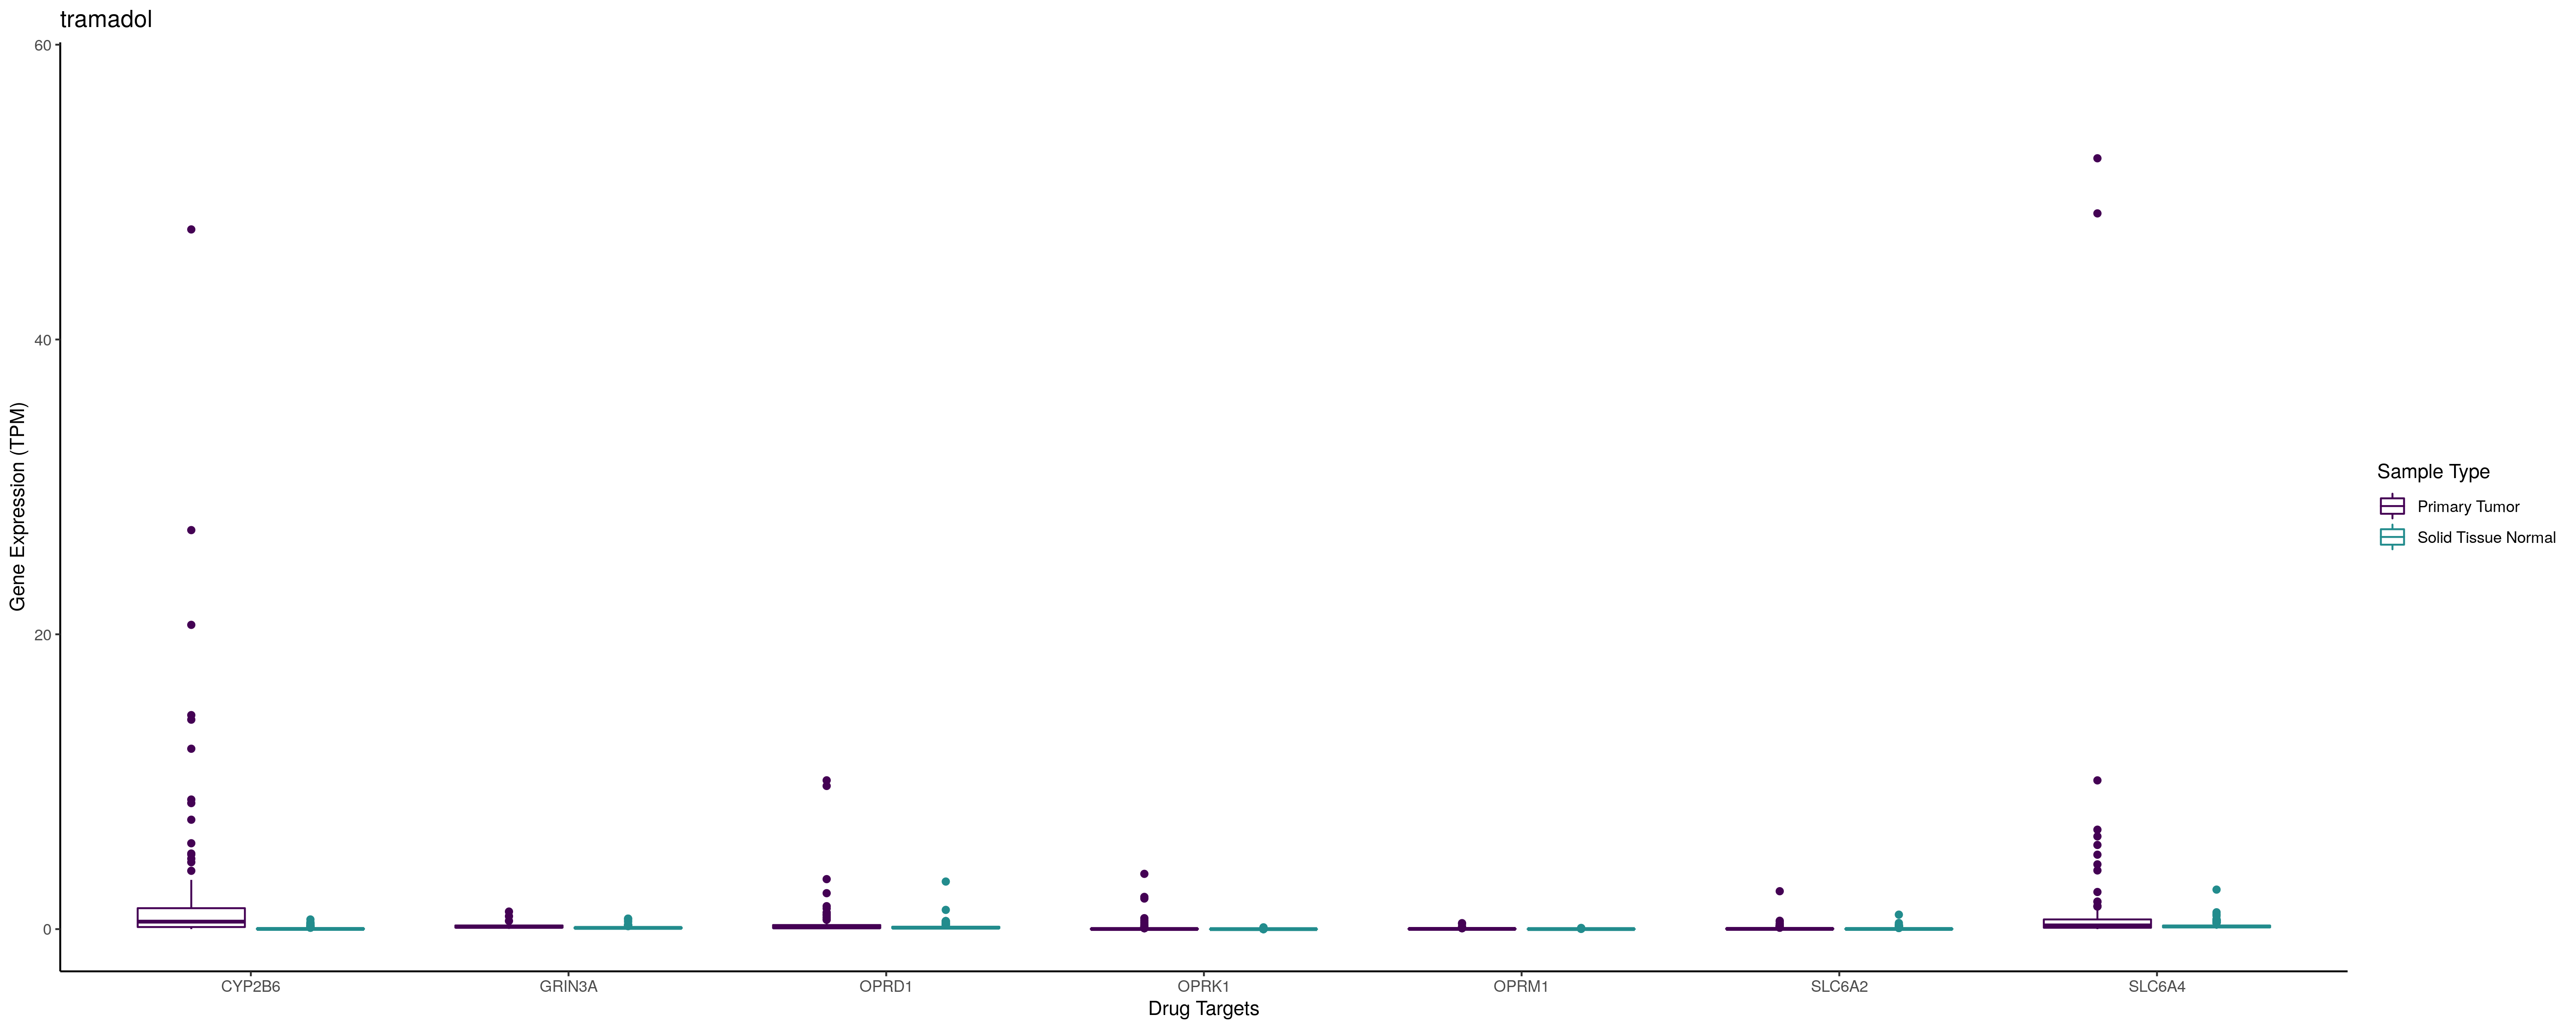 tramadol
60
40
20
0
Gene Expression (TPM)
CYP2B6
GRIN3A
OPRD1
OPRK1
OPRM1
SLC6A2
SLC6A4
Drug Targets
Sample Type
Primary Tumor
Solid Tissue Normal